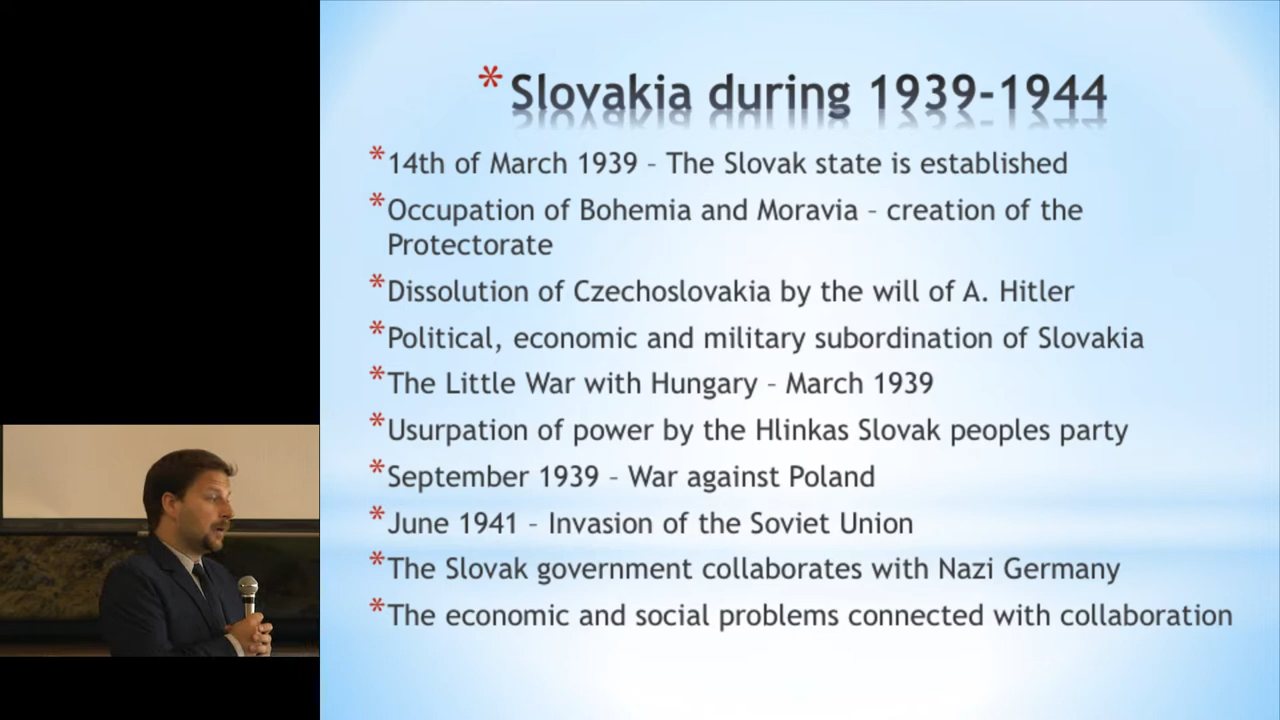 * Slovakia during 1939-1944
* 14th of March 1939 – The Slovak state is established
* Occupation of Bohemia and Moravia – creation of the
Protectorate
* Dissolution of Czechoslovakia by the will of A. Hitler
* Political, economic and military subordination of Slovakia
* The Little War with Hungary – March 1939
* Usurpation of power by the Hlinkas Slovak peoples party
* September 1939 – War against Poland
* June 1941 – Invasion of the Soviet Union
* The Slovak government collaborates with Nazi Germany
* The economic and social problems connected with collaboration